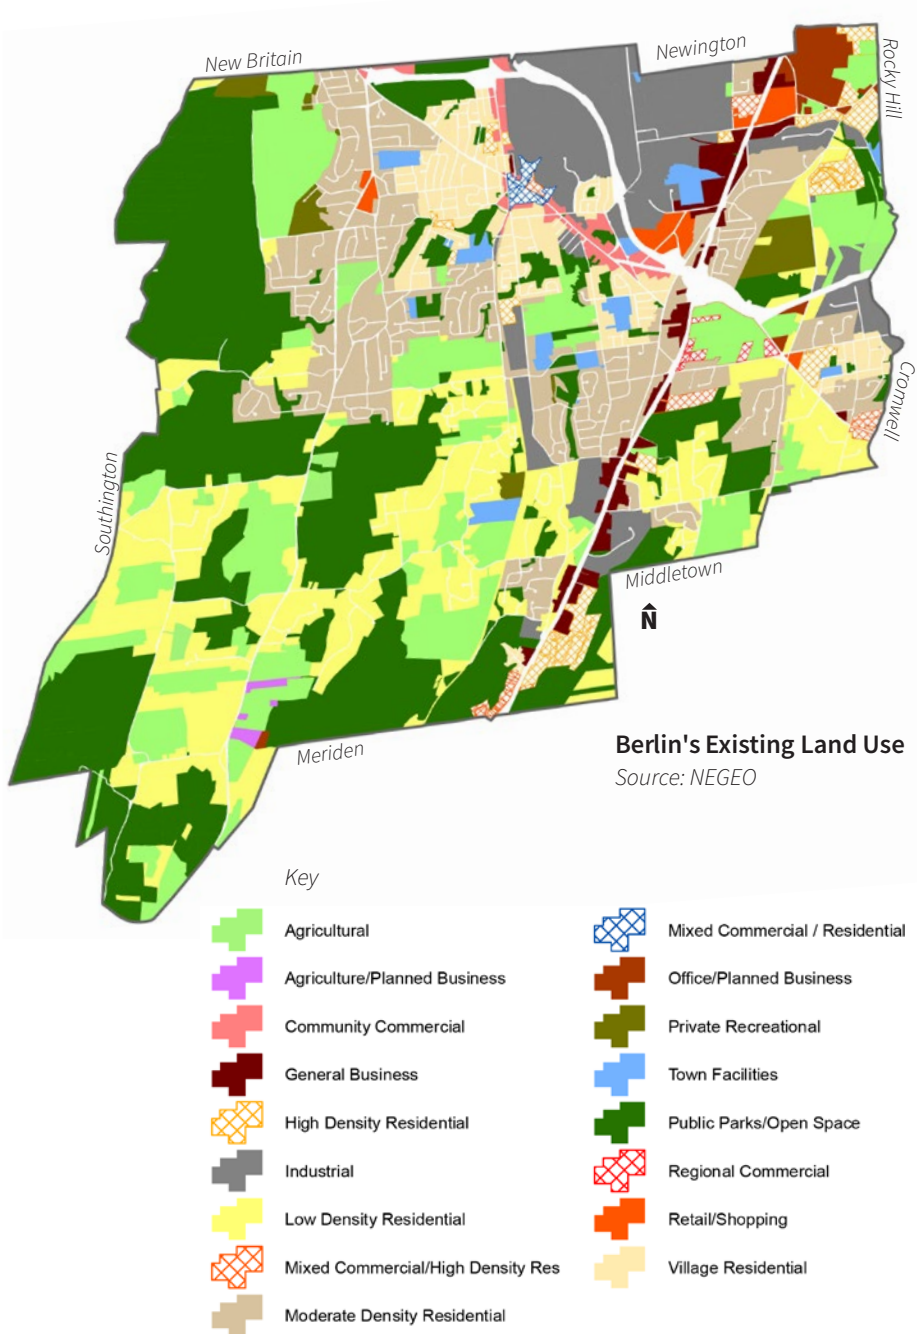 New Britain
Newington
Rocky Hill
Cromwell
Southington
Middletown
N
Meriden
Berlin's Existing Land Use
Source: NEGEO
Key
Agricultural
Agriculture/Planned Business
Community Commercial
General Business
High Density Residential
Industrial
Low Density Residential
Mixed Commercial/High Density Res
Moderate Density Residential
Mixed Commercial / Residential
Office/Planned Business
Private Recreational
Town Facilities
Public Parks/Open Space
Regional Commercial
Retail/Shopping
Village Residential